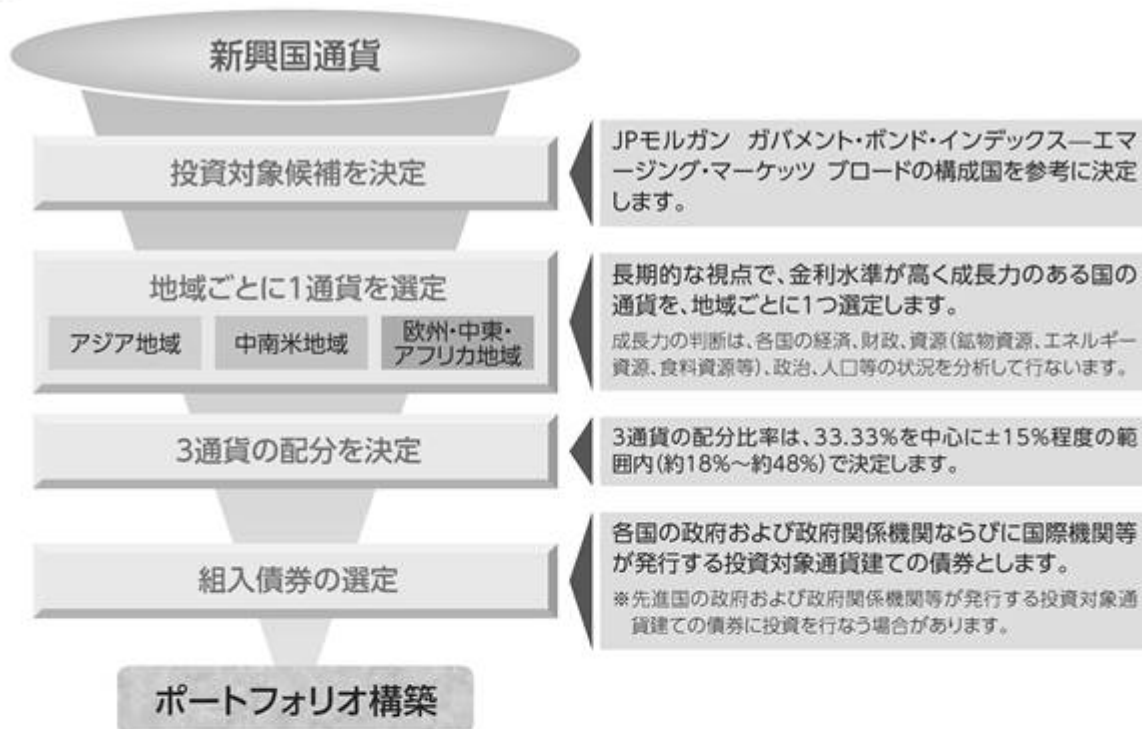 新興国通貨
投資対象候補を決定
JPモルガン ガバメント・ボンド・インデックス―エマ
ージング・マーケッツ ブロードの構成国を参考に決定
します。
地域ごとに1通貨を選定
アジア地域
中南米地域
欧州・中東・
アフリカ地域
長期的な視点で、金利水準が高く成長力のある国の
通貨を、地域ごとに1つ選定します。
成長力の判断は、各国の経済、財政、資源(鉱物資源、エネルギー
資源、食料資源等)、政治、人口等の状況を分析して行ないます。
3通貨の配分を決定
3通貨の配分比率は、33.33%を中心に±15%程度の範
囲内(約18%~約48%)で決定します。
組入債券の選定
各国の政府および政府関係機関ならびに国際機関等
が発行する投資対象通貨建ての債券とします。
※先進国の政府および政府関係機関等が発行する投資対象通
貨建ての債券に投資を行なう場合があります。
ポートフォリオ構築